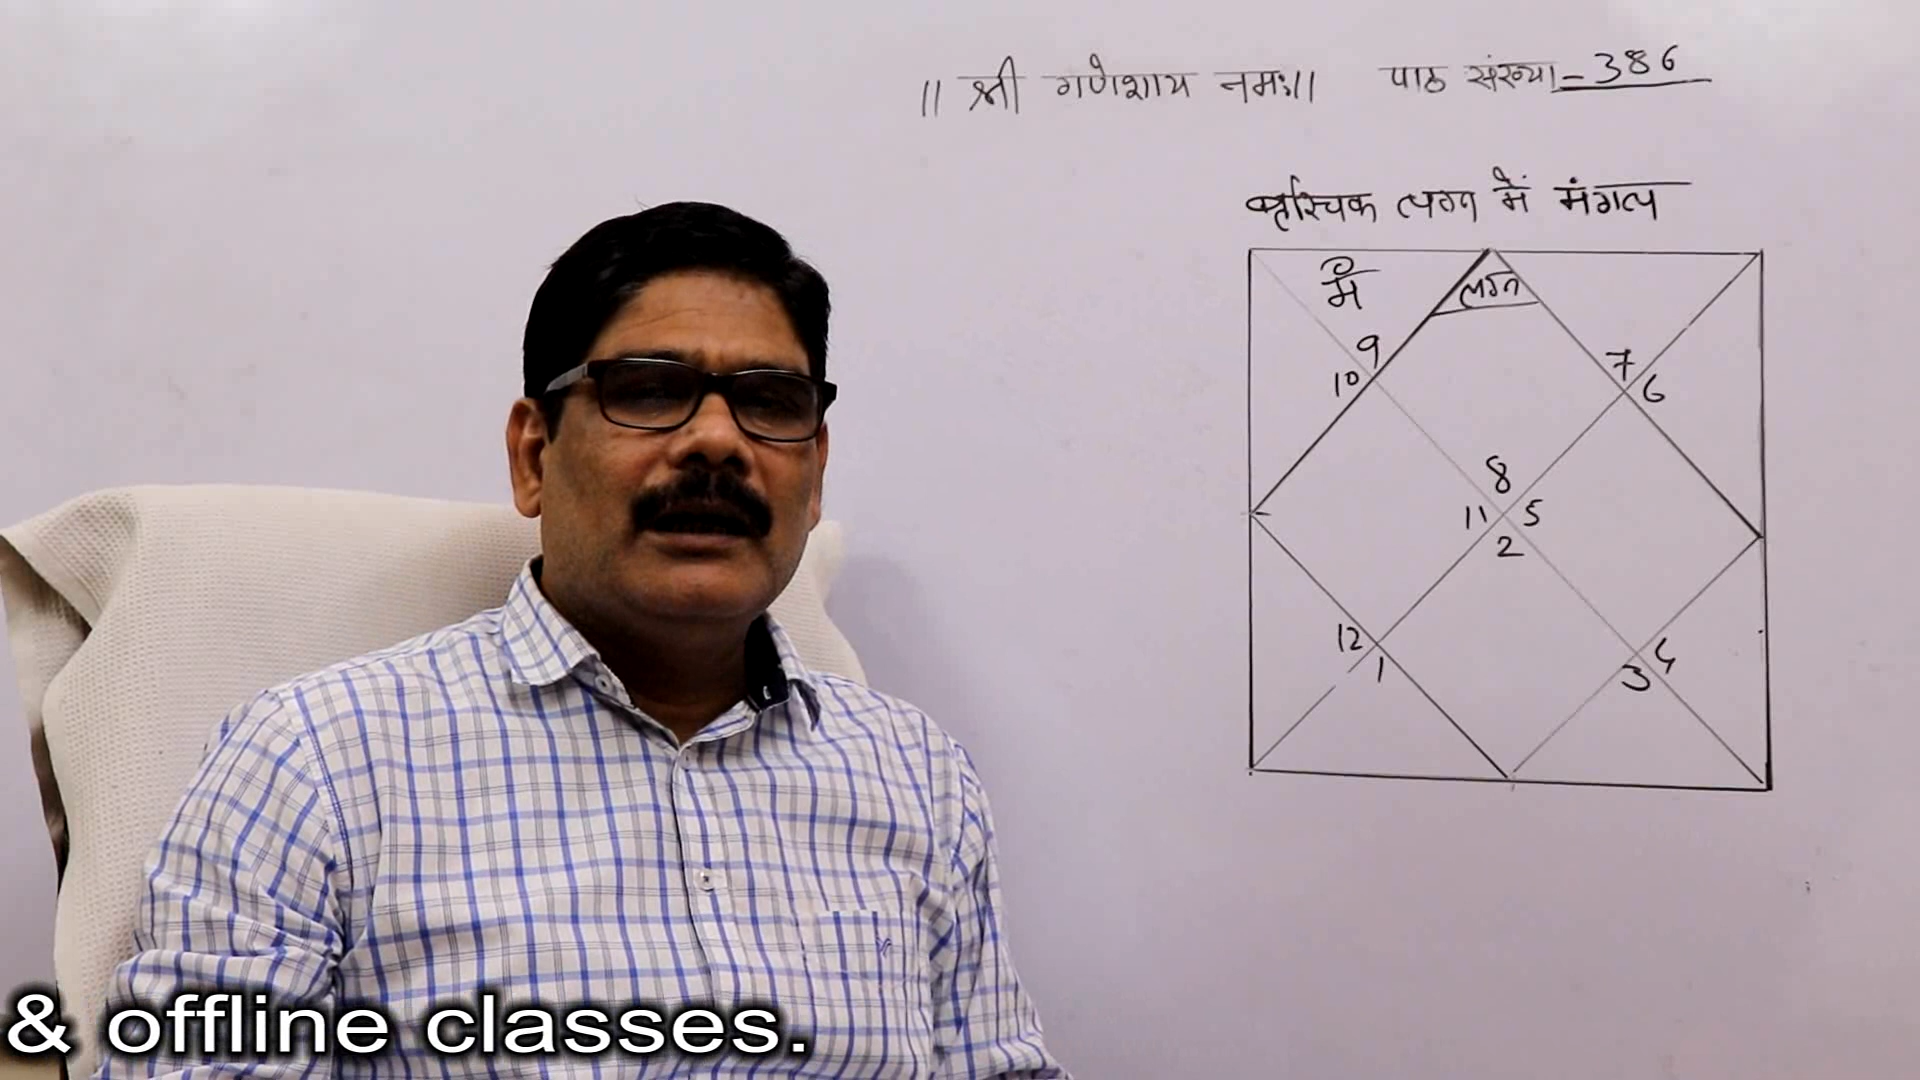 ॥ श्री गणेशाय नमः॥ पाठ संख्या - 386
वृश्चिक लग्न में मंगल
मं लग्न
9 7
10 6
8
11 5
2
12 4
1 3
& offline classes.